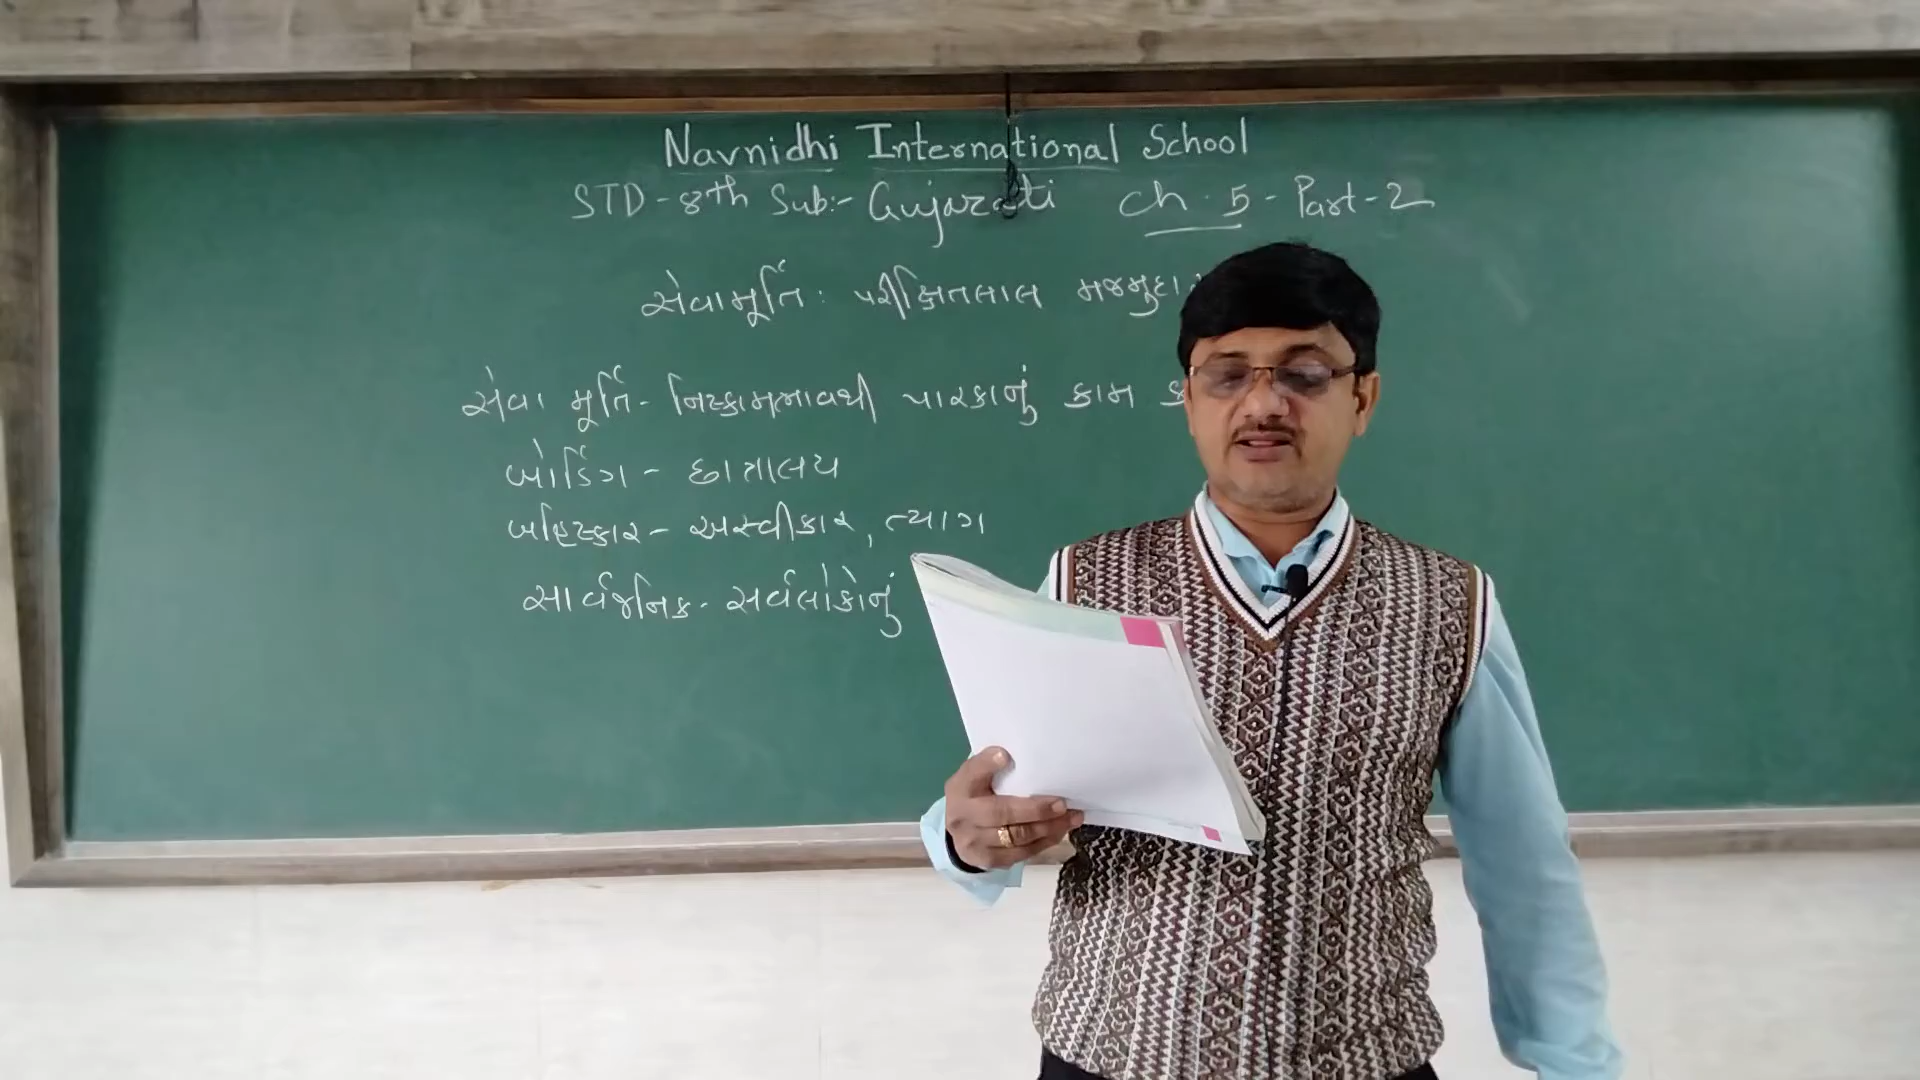 Navnidhi International School
STD-8th Sub:- Gujarati Ch. 5 - Part-2
સેવામૂર્તિ : પરીક્ષિતલાલ મજમુદા
સેવા મૂર્તિ - નિષ્કામભાવથી પારકાનું કામ ક
બોર્ડિંગ - છાત્રાલય
બહિષ્કાર - અસ્વીકાર, ત્યાગ
સાર્વજનિક - સર્વલોકોનું